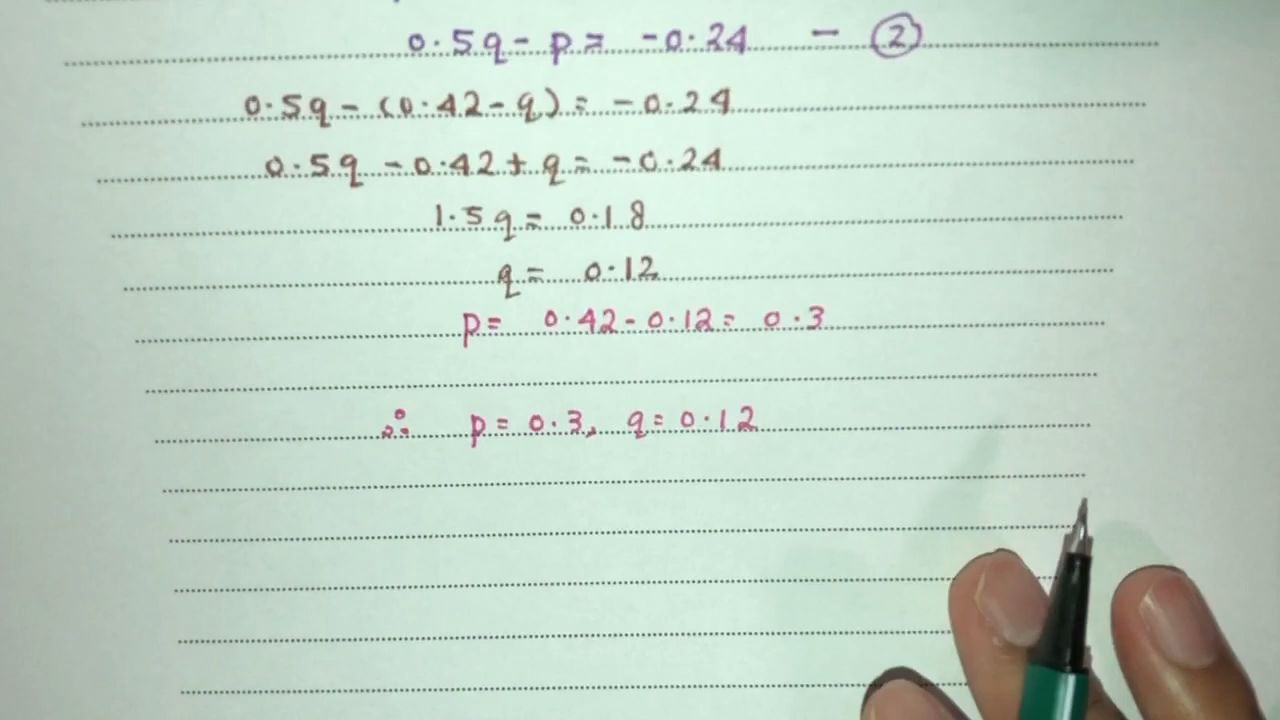 0.5q - p = -0.24 - ②
0.5q - (0.42 - q) = -0.24
0.5q - 0.42 + q = -0.24
1.5q = 0.18
q = 0.12
p = 0.42 - 0.12 = 0.3
∴ p = 0.3, q = 0.12